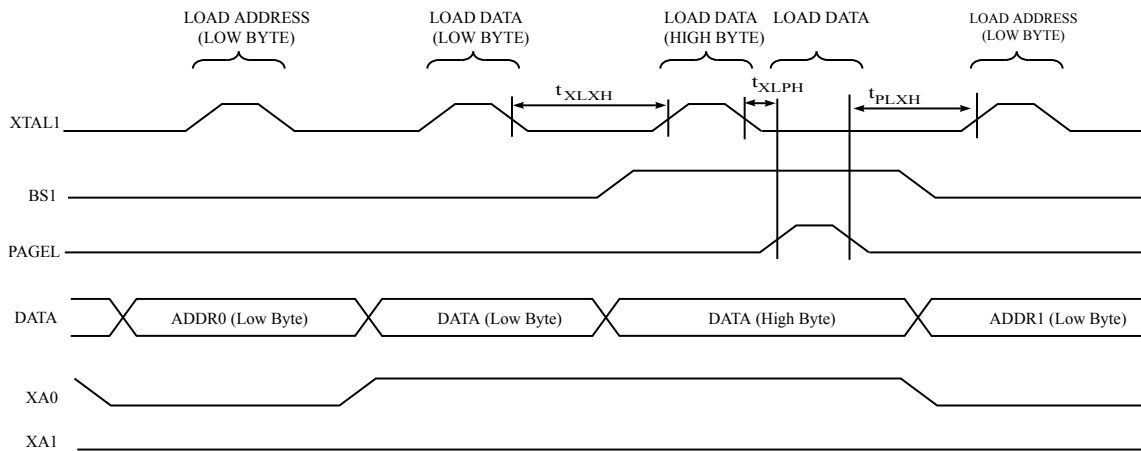 LOAD ADDRESS
(LOW BYTE)
LOAD DATA
(LOW BYTE)
LOAD DATA
(HIGH BYTE)
LOAD DATA
LOAD ADDRESS
(LOW BYTE)
tXLXH
tXLPH
tPLXH
XTAL1
BS1
PAGEL
DATA
ADDR0 (Low Byte)
DATA (Low Byte)
DATA (High Byte)
ADDR1 (Low Byte)
XA0
XA1